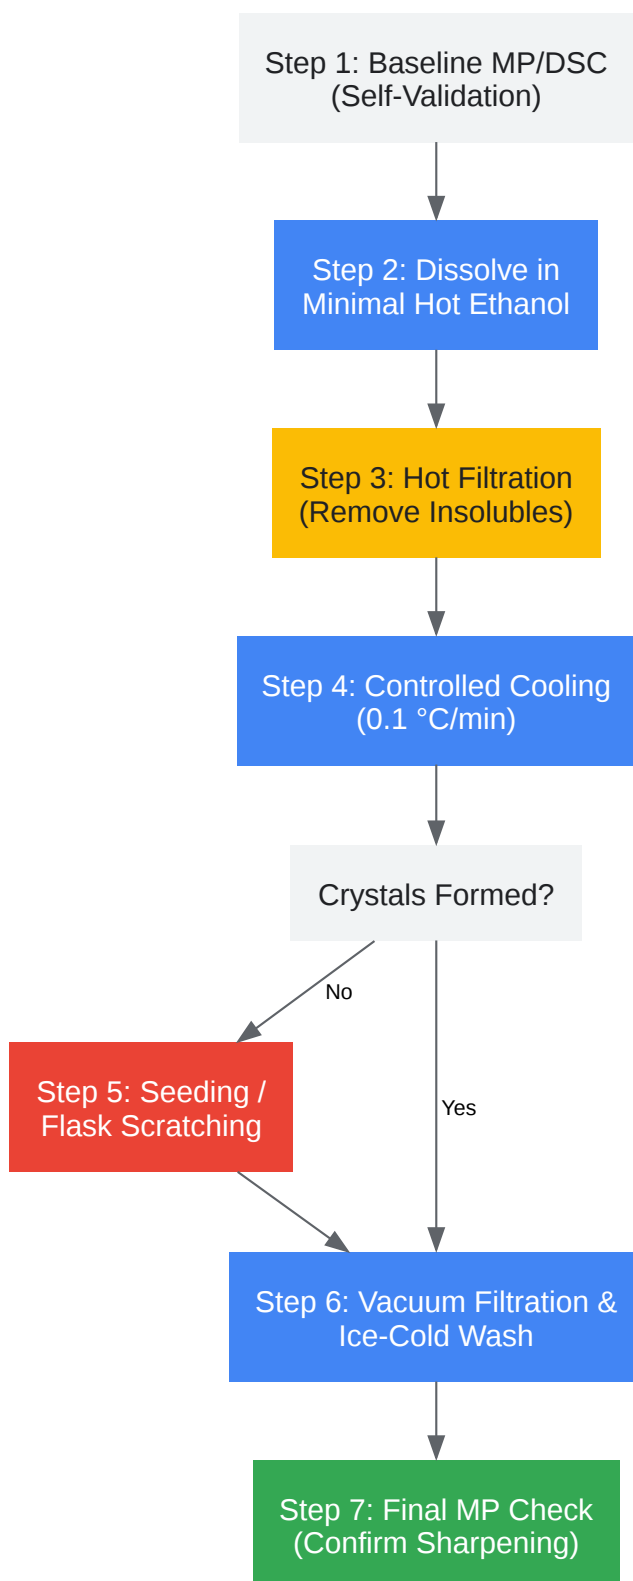 Step 1: Baseline MP/DSC
(Self-Validation)
Step 2: Dissolve in
Minimal Hot Ethanol
Step 3: Hot Filtration
(Remove Insolubles)
Step 4: Controlled Cooling
(0.1 °C/min)
Crystals Formed?
No
Step 5: Seeding /
Flask Scratching
Yes
Step 6: Vacuum Filtration &
Ice-Cold Wash
Step 7: Final MP Check
(Confirm Sharpening)